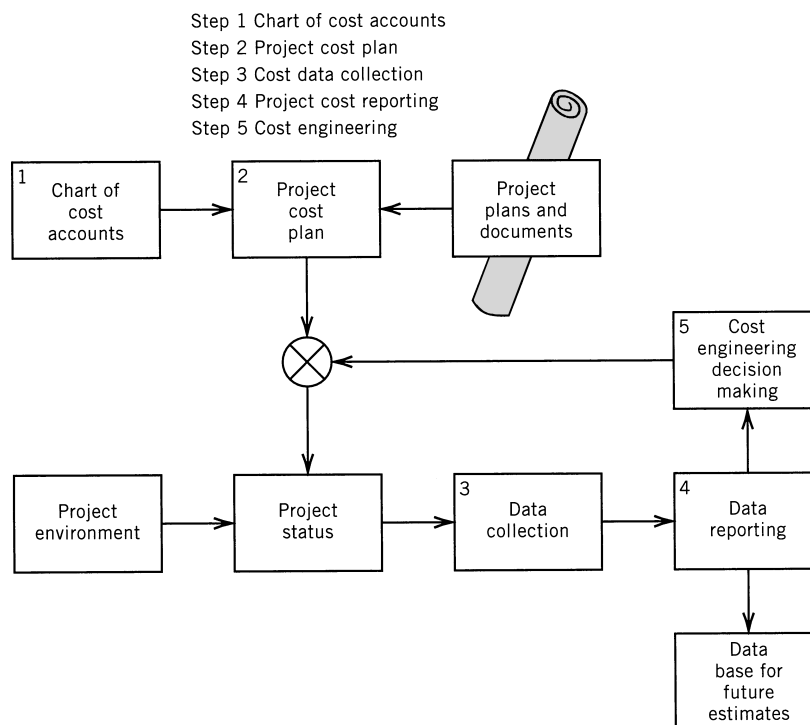 Step 1 Chart of cost accounts
Step 2 Project cost plan
Step 3 Cost data collection
Step 4 Project cost reporting
Step 5 Cost engineering
1
Chart of
cost
accounts
2
Project
cost
plan
Project
plans and
documents
5
Cost
engineering
decision
making
Project
environment
Project
status
3
Data
collection
4
Data
reporting
Data
base for
future
estimates